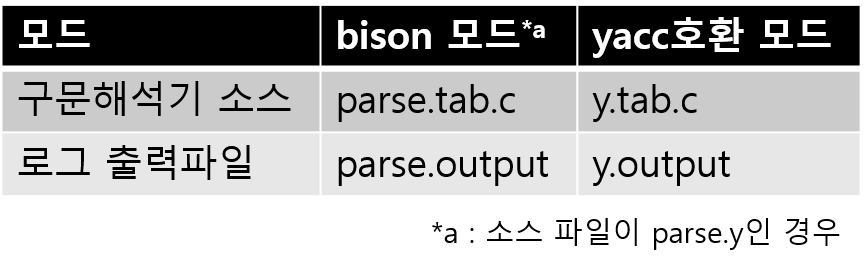 모드 bison 모드*a yacc호환 모드
구문해석기 소스 parse.tab.c y.tab.c
로그 출력파일 parse.output y.output
*a : 소스 파일이 parse.y인 경우